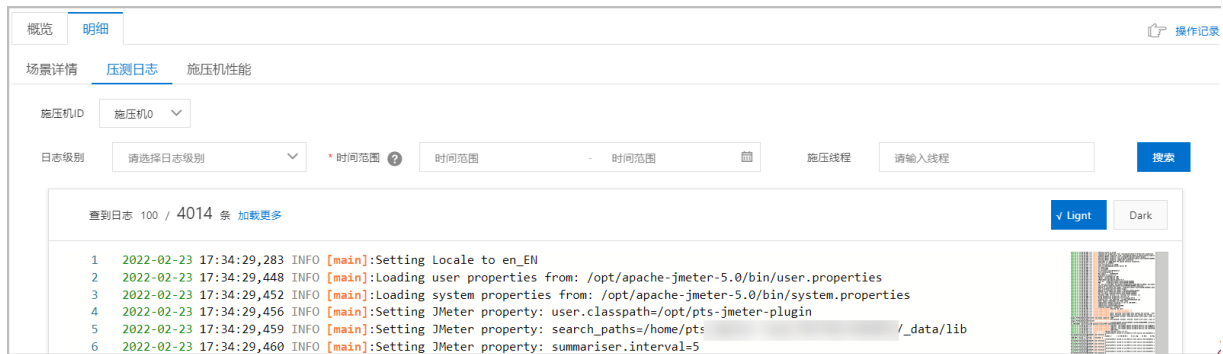 概览 明细 操作记录
场景详情 压测日志 施压机性能
施压机ID 施压机0
日志级别 请选择日志级别 * 时间范围 ? 时间范围 - 时间范围 施压线程 请输入线程 搜索
查到日志 100 / 4014 条 加载更多 √ Lignt Dark
1 2022-02-23 17:34:29,283 INFO [main]:Setting Locale to en_EN
2 2022-02-23 17:34:29,448 INFO [main]:Loading user properties from: /opt/apache-jmeter-5.0/bin/user.properties
3 2022-02-23 17:34:29,452 INFO [main]:Loading system properties from: /opt/apache-jmeter-5.0/bin/system.properties
4 2022-02-23 17:34:29,456 INFO [main]:Setting JMeter property: user.classpath=/opt/pts-jmeter-plugin
5 2022-02-23 17:34:29,459 INFO [main]:Setting JMeter property: search_paths=/home/pts /_data/lib
6 2022-02-23 17:34:29,460 INFO [main]:Setting JMeter property: summariser.interval=5